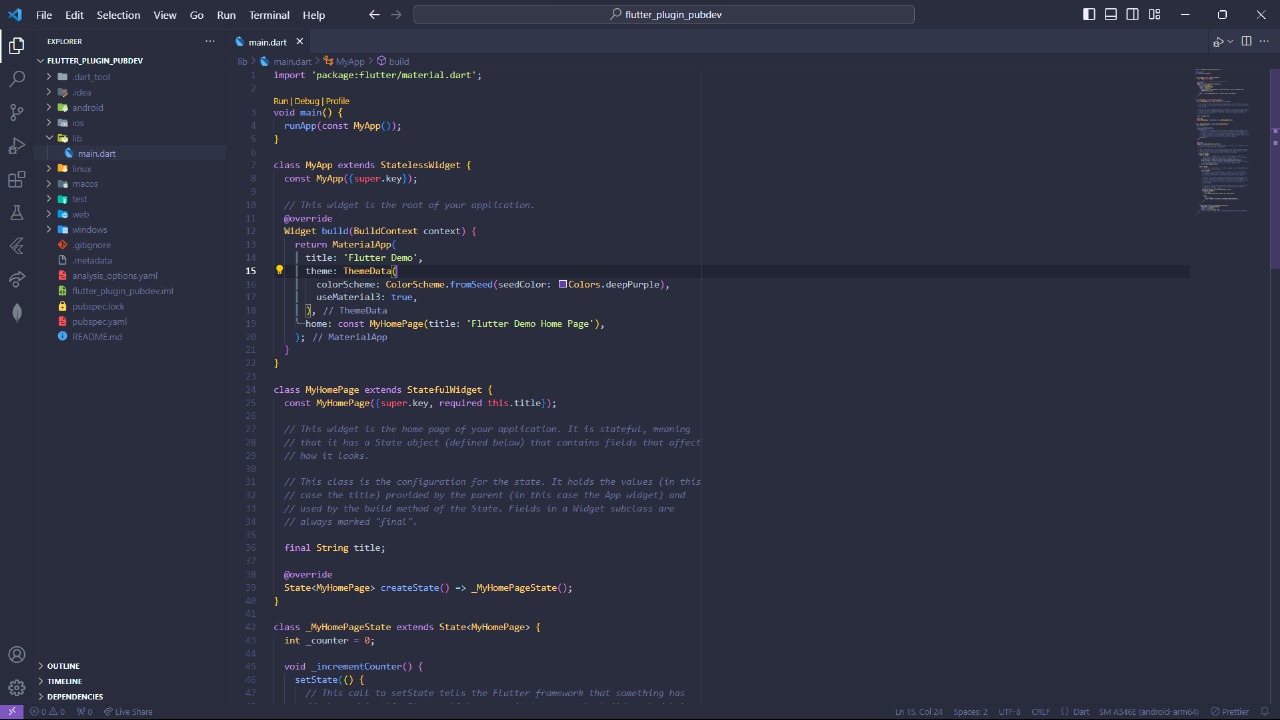 File Edit Selection View Go Run Terminal Help
flutter_plugin_pubdev
EXPLORER
FLUTTER_PLUGIN_PUBDEV
.dart_tool
.idea
android
ios
lib
main.dart
linux
macos
test
web
windows
.gitignore
.metadata
analysis_options.yaml
flutter_plugin_pubdev.iml
pubspec.lock
pubspec.yaml
README.md
OUTLINE
TIMELINE
DEPENDENCIES
main.dart
lib > main.dart > MyApp > build
1 import 'package:flutter/material.dart';
2
Run | Debug | Profile
3 void main() {
4 runApp(const MyApp());
5 }
6
7 class MyApp extends StatelessWidget {
8 const MyApp({super.key});
9
10 // This widget is the root of your application.
11 @override
12 Widget build(BuildContext context) {
13 return MaterialApp(
14 title: 'Flutter Demo',
15 theme: ThemeData(
16 colorScheme: ColorScheme.fromSeed(seedColor: Colors.deepPurple),
17 useMaterial3: true,
18 ), // ThemeData
19 home: const MyHomePage(title: 'Flutter Demo Home Page'),
20 ); // MaterialApp
21 }
22 }
23
24 class MyHomePage extends StatefulWidget {
25 const MyHomePage({super.key, required this.title});
26
27 // This widget is the home page of your application. It is stateful, meaning
28 // that it has a State object (defined below) that contains fields that affect
29 // how it looks.
30
31 // This class is the configuration for the state. It holds the values (in this
32 // case the title) provided by the parent (in this case the App widget) and
33 // used by the build method of the State. Fields in a Widget subclass are
34 // always marked "final".
35
36 final String title;
37
38 @override
39 State<MyHomePage> createState() => _MyHomePageState();
40 }
41
42 class _MyHomePageState extends State<MyHomePage> {
43 int _counter = 0;
44
45 void _incrementCounter() {
46 setState(() {
47 // This call to setState tells the Flutter framework that something has
0 0 0 Live Share Ln 15, Col 24 Spaces: 2 UTF-8 CRLF { } Dart SM A546E (android-arm64) Prettier